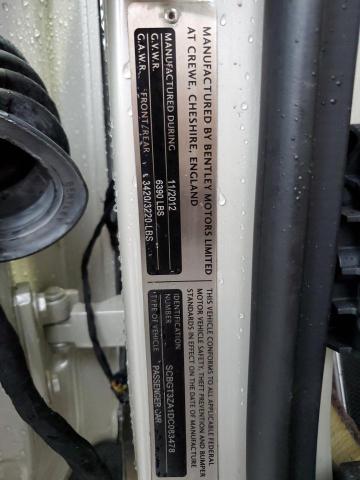 MANUFACTURED BY BENTLEY MOTORS LIMITED
AT CREWE, CHESHIRE, ENGLAND
MANUFACTURED DURING 11/2012
G.V.W.R. 6390 LBS
G.A.W.R. FRONT/REAR 3420/3220 LBS
THIS VEHICLE CONFORMS TO ALL APPLICABLE FEDERAL
MOTOR VEHICLE SAFETY, THEFT PREVENTION AND BUMPER
STANDARDS IN EFFECT ON THE DATE OF MANUFACTURE
IDENTIFICATION
NUMBER SCBGT3ZA1DC083478
TYPE OF VEHICLE PASSENGER CAR